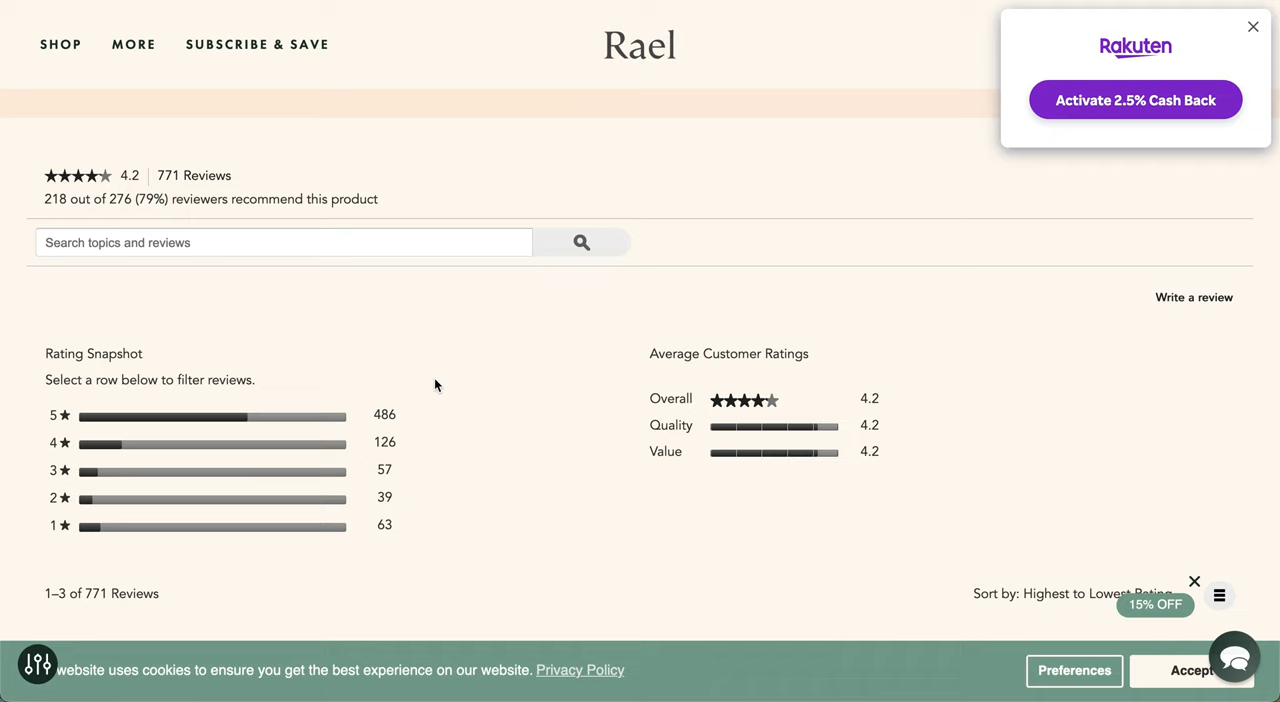 SHOP MORE SUBSCRIBE & SAVE
Rael
Rakuten
Activate 2.5% Cash Back
4.2 771 Reviews
218 out of 276 (79%) reviewers recommend this product
Search topics and reviews
Write a review
Rating Snapshot
Select a row below to filter reviews.
5★ 486
4★ 126
3★ 57
2★ 39
1★ 63
Average Customer Ratings
Overall 4.2
Quality 4.2
Value 4.2
1–3 of 771 Reviews
Sort by: Highest to Lowest Rating
15% OFF
website uses cookies to ensure you get the best experience on our website. Privacy Policy
Preferences
Accept